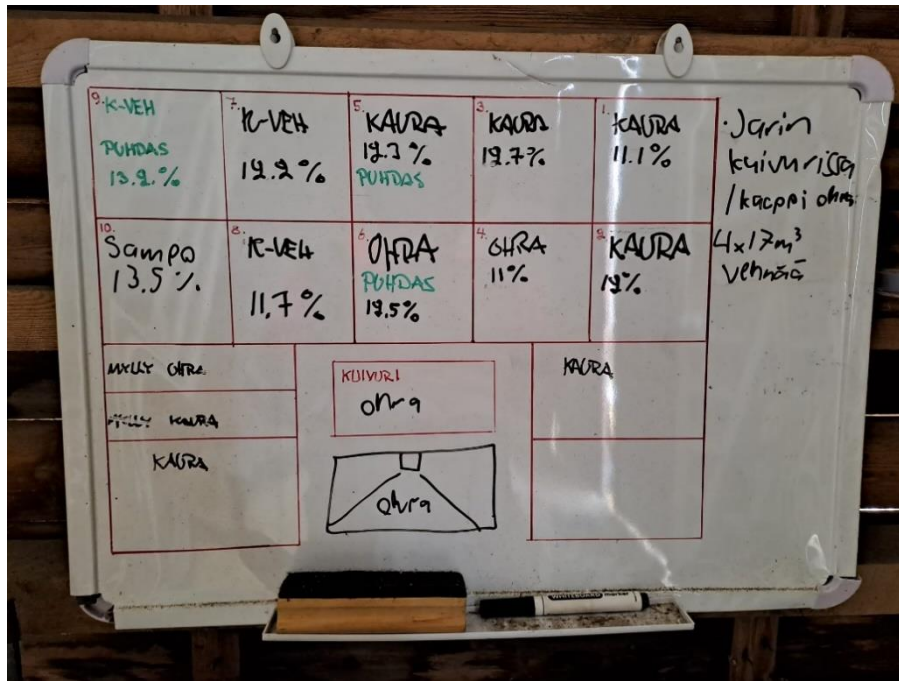 9. K-VEH
PUHDAS
13.2.%
7. K-VEH
12.2%
5. KAURA
12.3%
PUHDAS
3. KAURA
12.7%
1. KAURA
11.1%
10. Sampo
13.5%
8. K-VEH
11.7%
6. OHRA
PUHDAS
12.5%
4. OHRA
11%
2. KAURA
12%
MYLLY OHRA
MYLLY KAURA
KAURA
KUIVURI
ohra
ohra
KAURA
Jarin
kuivurissa
/kaappi ohra
4x17m³
vehnää